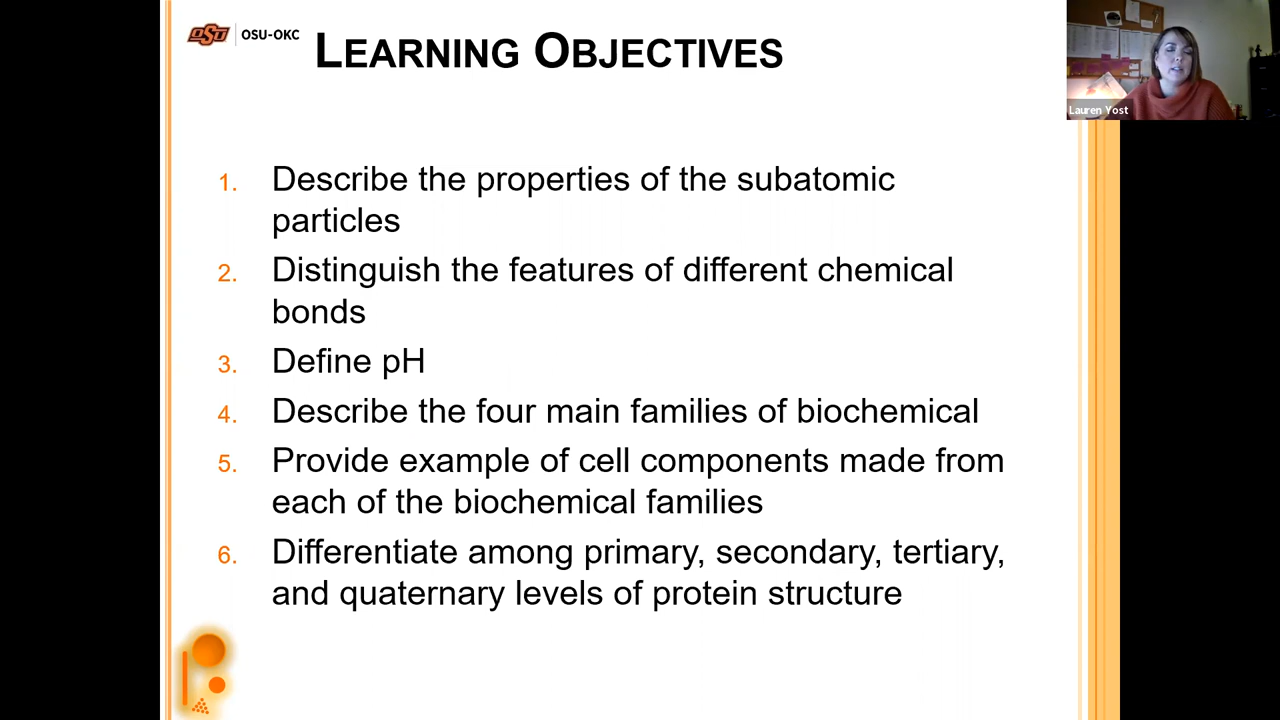 OSU OSU-OKC
LEARNING OBJECTIVES
Lauren Yost
1. Describe the properties of the subatomic
particles
2. Distinguish the features of different chemical
bonds
3. Define pH
4. Describe the four main families of biochemical
5. Provide example of cell components made from
each of the biochemical families
6. Differentiate among primary, secondary, tertiary,
and quaternary levels of protein structure